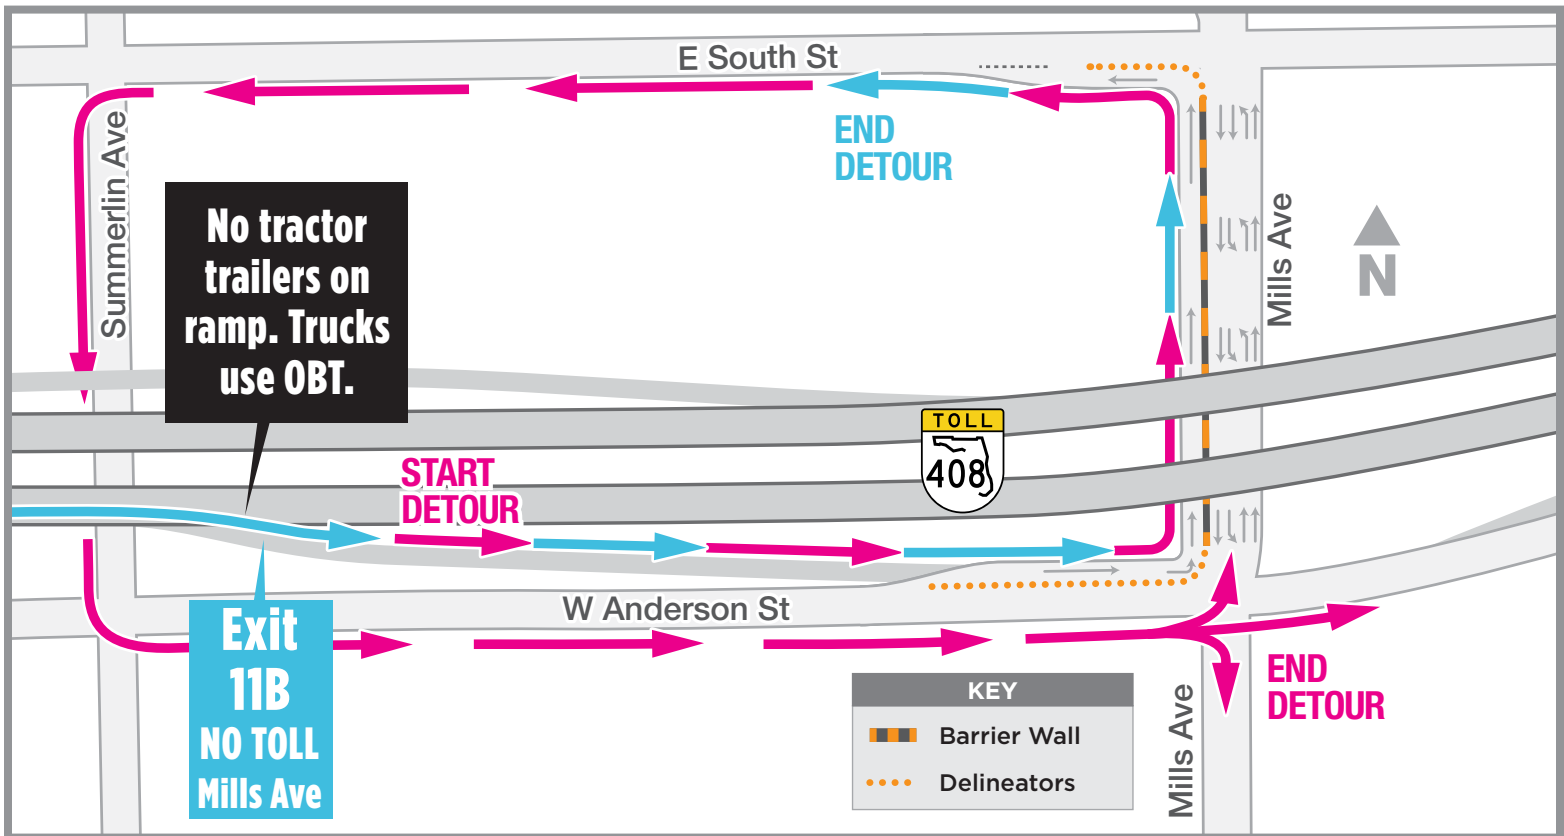 E South St
END
DETOUR
Summerlin Ave
No tractor
trailers on
ramp. Trucks
use OBT.
Mills Ave
N
TOLL
408
START
DETOUR
W Anderson St
Exit
11B
NO TOLL
Mills Ave
END
DETOUR
KEY
Barrier Wall
Delineators
Mills Ave